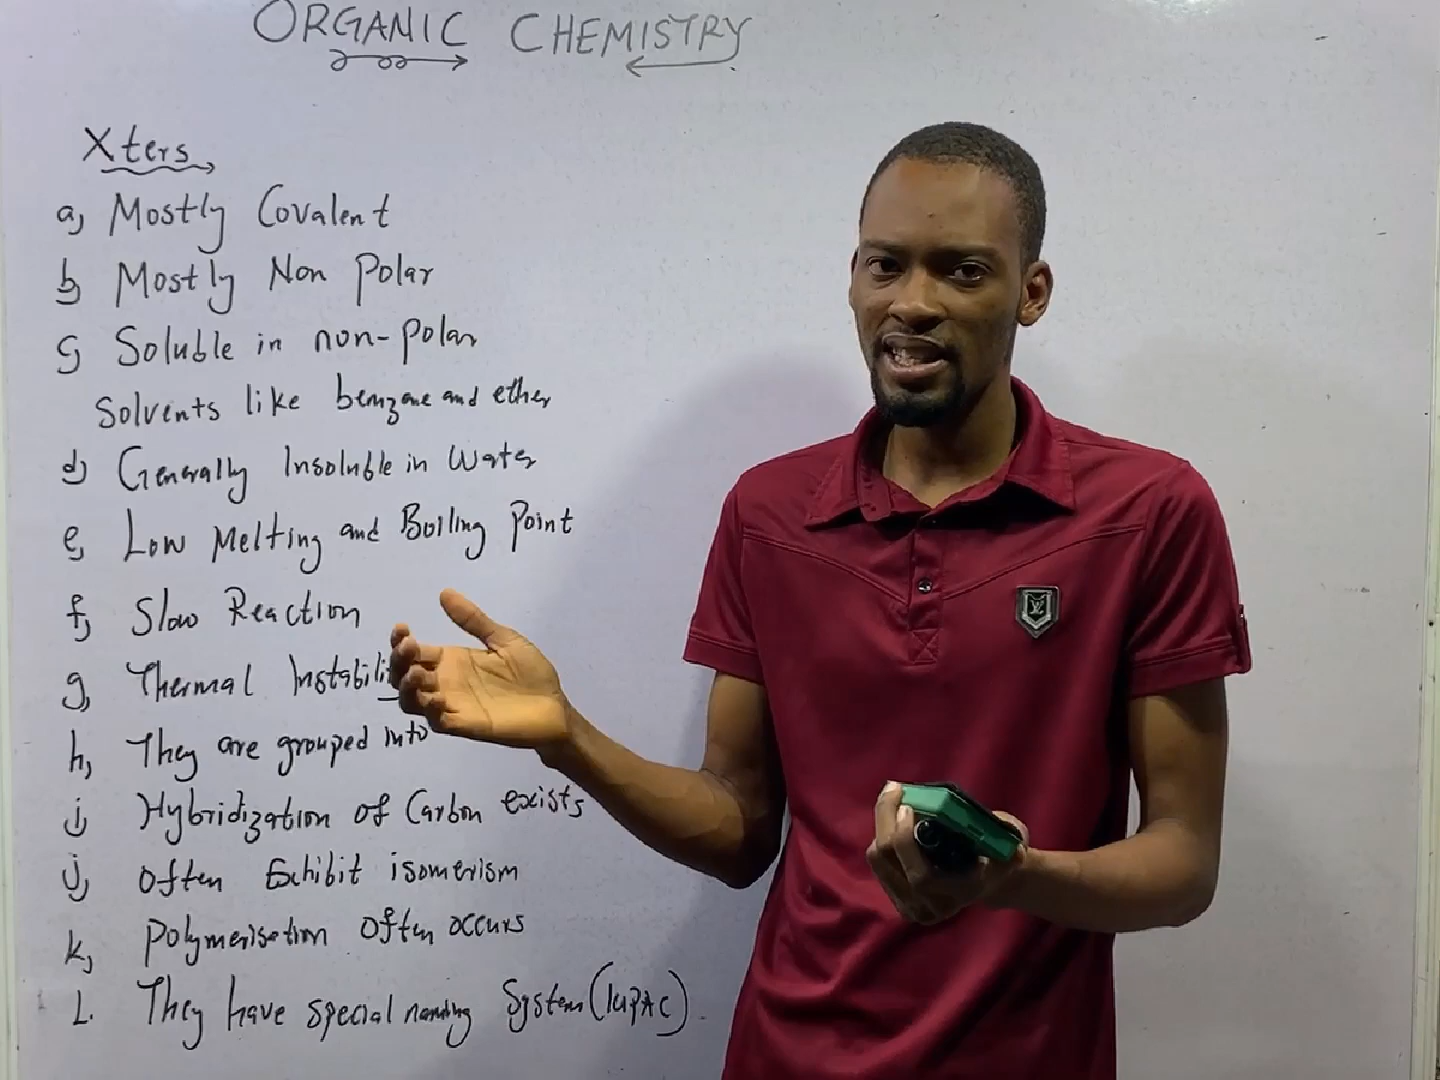 ORGANIC CHEMISTRY
Xters
a, Mostly Covalent
b, Mostly Non Polar
c, Soluble in non-polar
Solvents like benzene and ether
d, Generally Insoluble in Water
e, Low Melting and Boiling Point
f, Slow Reaction
g, Thermal
h, They are grouped into
i, Hybridization of Carbon exists
j, Often Exhibit isomerism
k, Polymerisation Often occurs
L. They have special naming System (IUPAC)